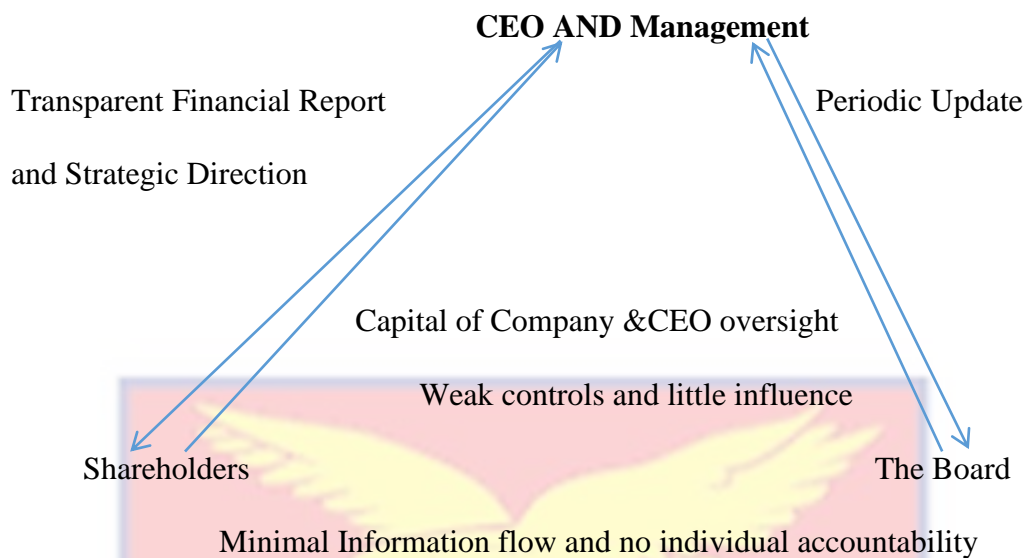 CEO AND Management
Transparent Financial Report
and Strategic Direction
Periodic Update
Capital of Company &CEO oversight
Weak controls and little influence
Shareholders
The Board
Minimal Information flow and no individual accountability